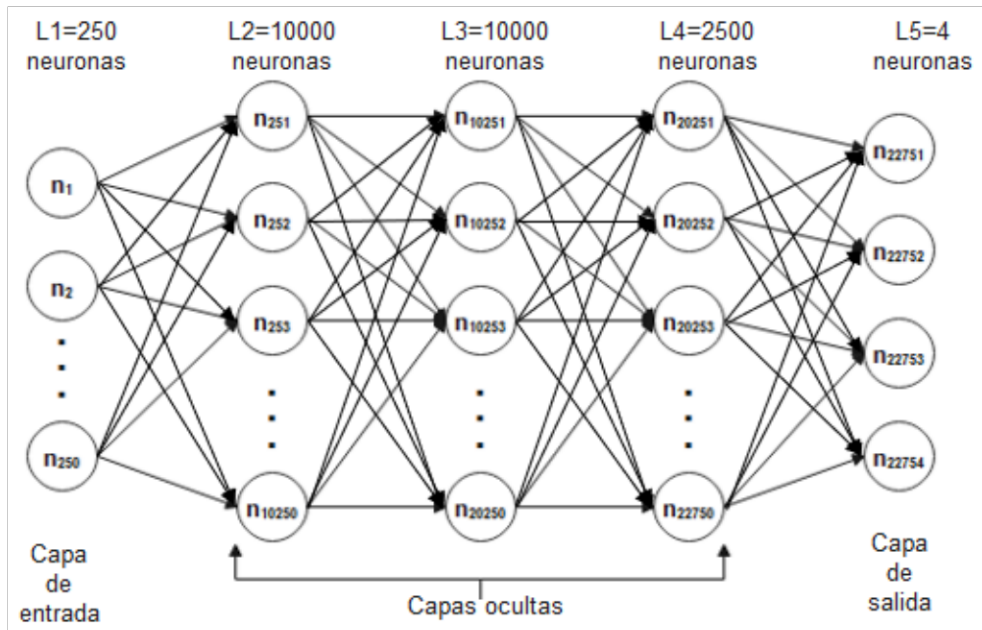 L1=250
neuronas
L2=10000
neuronas
L3=10000
neuronas
L4=2500
neuronas
L5=4
neuronas
n1
n2
n250
n251
n252
n253
n10250
n10251
n10252
n10253
n20250
n20251
n20252
n20253
n22750
n22751
n22752
n22753
n22754
Capa
de
entrada
Capas ocultas
Capa
de
salida